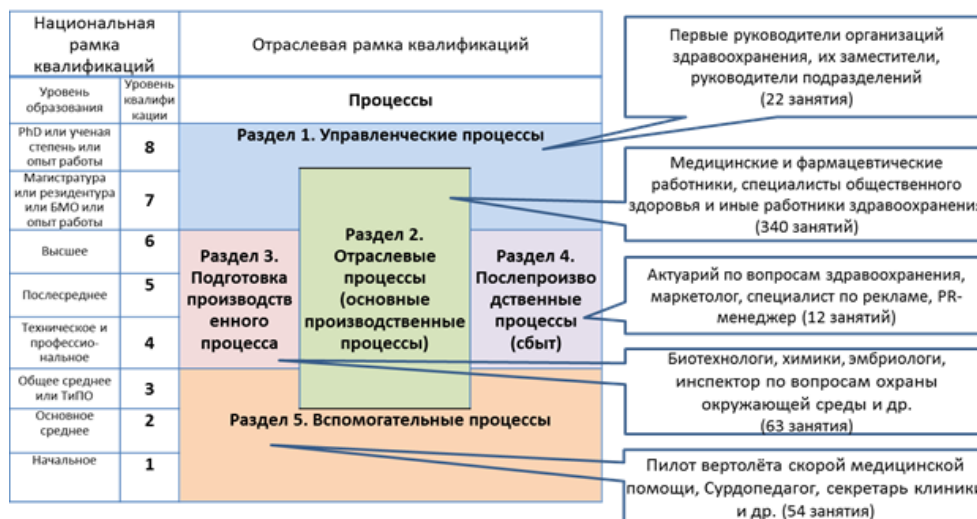 Национальная
рамка
квалификаций
Отраслевая рамка квалификаций
Уровень
образования
Уровень
квалифи
кации
Процессы
PhD или ученая
степень или
опыт работы
8
Магистратура
или резидентура
или БМО или
опыт работы
7
Высшее
6
Послесреднее
5
Техническое и
профессио-
нальное
4
Общее среднее
или ТиПО
3
Основное
среднее
2
Начальное
1
Раздел 1. Управленческие процессы
Раздел 2.
Отраслевые
процессы
(основные
производственные
процессы)
Раздел 3.
Подготовка
производств
енного
процесса
Раздел 4.
Послепроизво
дственные
процессы
(сбыт)
Раздел 5. Вспомогательные процессы
Первые руководители организаций
здравоохранения, их заместители,
руководители подразделений
(22 занятия)
Медицинские и фармацевтические
работники, специалисты общественного
здоровья и иные работники здравоохранения
(340 занятий)
Актуарий по вопросам здравоохранения,
маркетолог, специалист по рекламе, PR-
менеджер (12 занятий)
Биотехнологи, химики, эмбриологи,
инспектор по вопросам охраны
окружающей среды и др.
(63 занятия)
Пилот вертолёта скорой медицинской
помощи, Сурдопедагог, секретарь клиники
и др. (54 занятия)